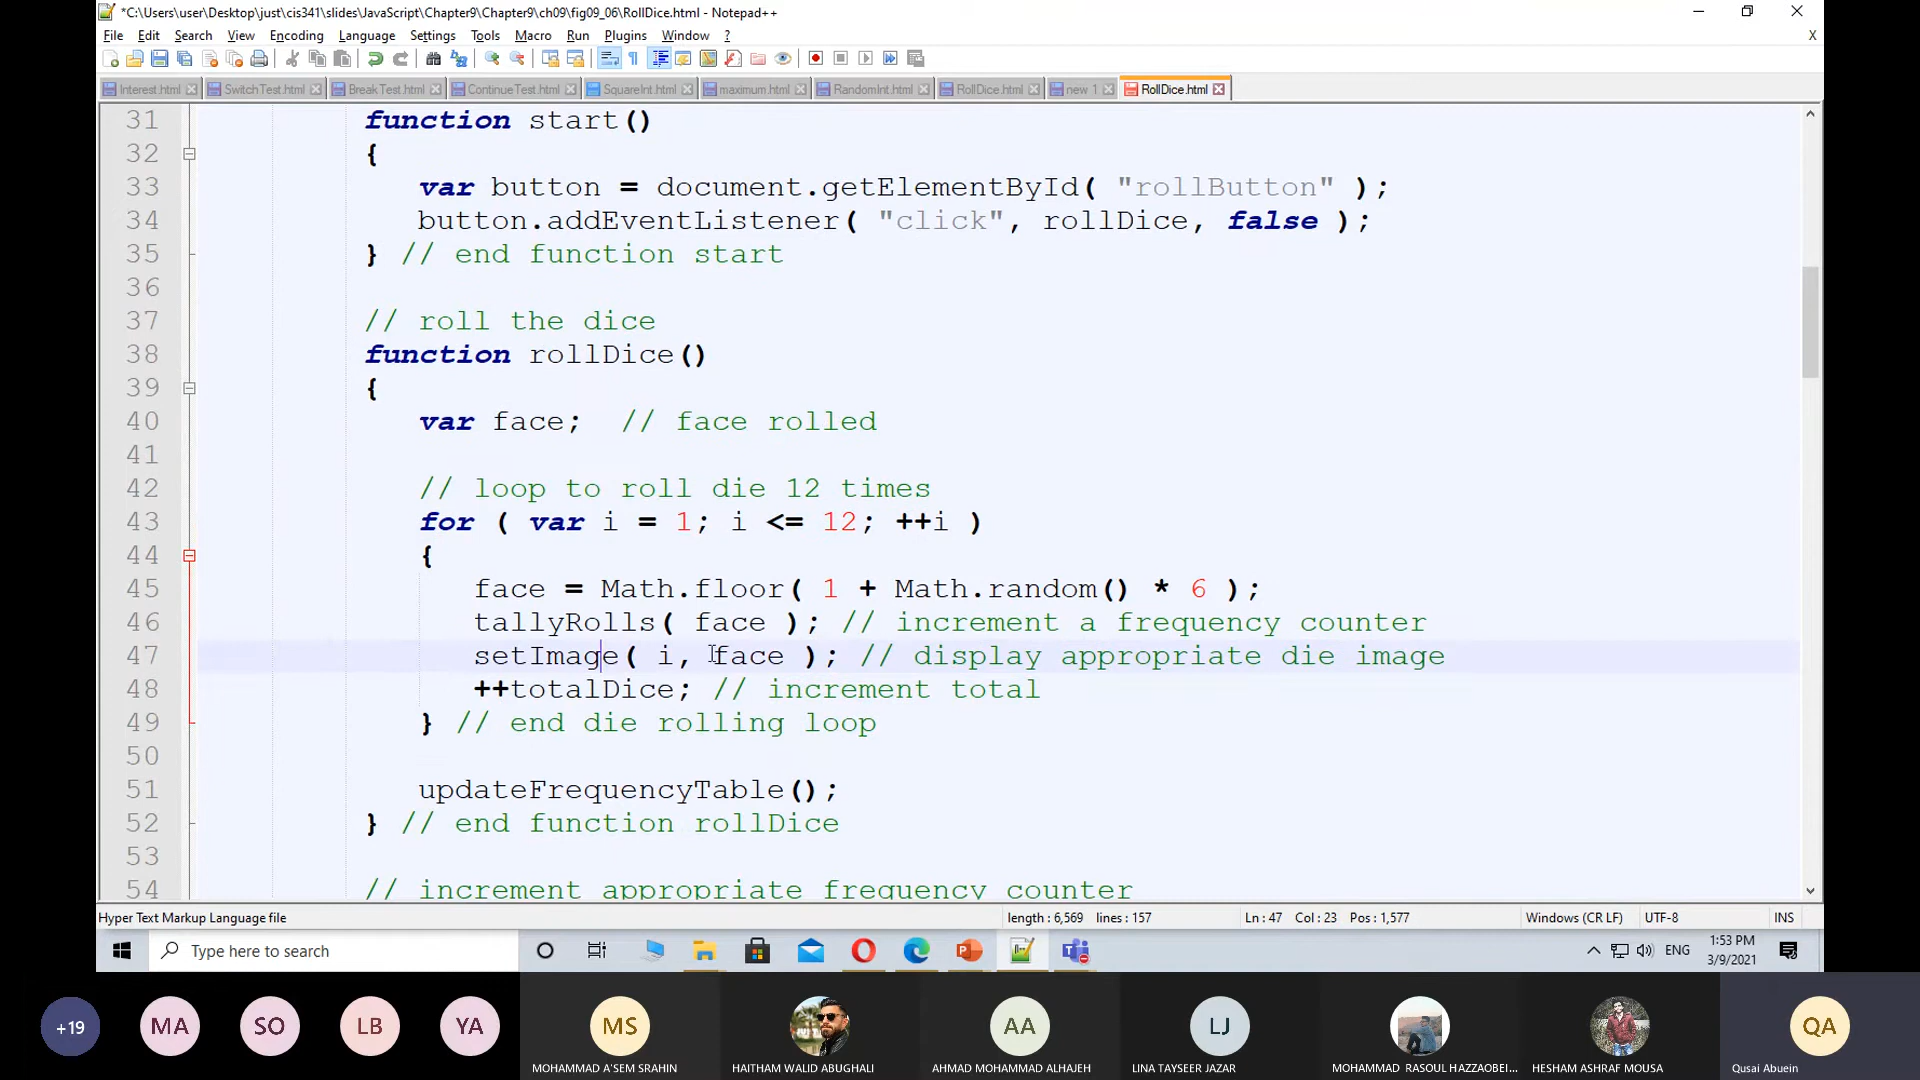 *C:\Users\user\Desktop\just\cis341\slides\JavaScript\Chapter9\Chapter9\ch09\fig09_06\RollDice.html - Notepad++
File Edit Search View Encoding Language Settings Tools Macro Run Plugins Window ? X
Interest.html SwitchTest.html BreakTest.html ContinueTest.html SquareInt.html maximum.html RandomInt.html RollDice.html new 1 RollDice.html
31 function start()
32 {
33 var button = document.getElementById( "rollButton" );
34 button.addEventListener( "click", rollDice, false );
35 } // end function start
36
37 // roll the dice
38 function rollDice()
39 {
40 var face; // face rolled
41
42 // loop to roll die 12 times
43 for ( var i = 1; i <= 12; ++i )
44 {
45 face = Math.floor( 1 + Math.random() * 6 );
46 tallyRolls( face ); // increment a frequency counter
47 setImage( i, face ); // display appropriate die image
48 ++totalDice; // increment total
49 } // end die rolling loop
50
51 updateFrequencyTable();
52 } // end function rollDice
53
54 // increment appropriate frequency counter
Hyper Text Markup Language file length : 6,569 lines : 157 Ln : 47 Col : 23 Pos : 1,577 Windows (CR LF) UTF-8 INS
Type here to search ENG 1:53 PM
3/9/2021
+19 MA SO LB YA MS AA LJ QA
MOHAMMAD A'SEM SRAHIN HAITHAM WALID ABUGHALI AHMAD MOHAMMAD ALHAJEH LINA TAYSEER JAZAR MOHAMMAD RASOUL HAZZAOBEI... HESHAM ASHRAF MOUSA Qusai Abuein